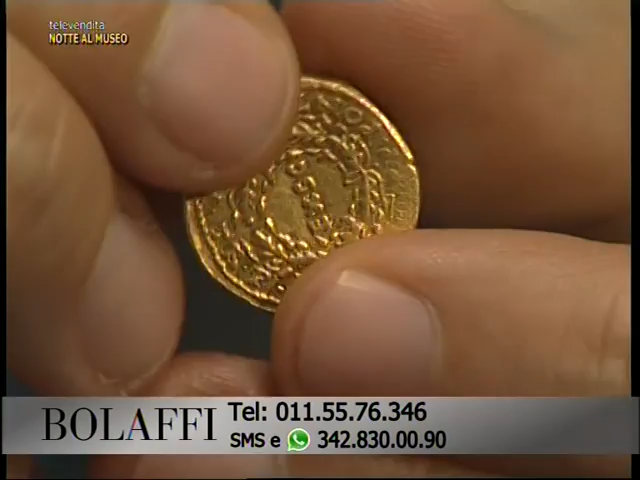 televendita
NOTTE AL MUSEO
BOLAFFI
Tel: 011.55.76.346
SMS e 342.830.00.90